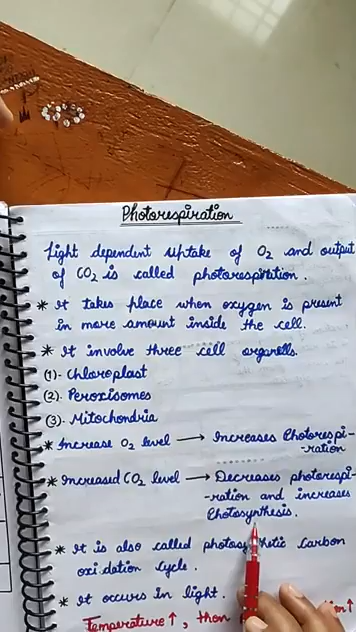 Photorespiration
Light dependent uptake of O2 and output
of CO2 is called photorespiration.
* It takes place when oxygen is present
in more amount inside the cell.
* It involve three cell organells.
(1). Chloroplast
(2). Peroxisomes
(3). Mitochondria
* Increase O2 level → Increases Photorespi-
-ration
* Increased CO2 level → Decreases photorespi-
-ration and increases
Photosynthesis.
* It is also called photosynthetic Carbon
oxidation Cycle.
* It occurs in light.
Temperature ↑, then